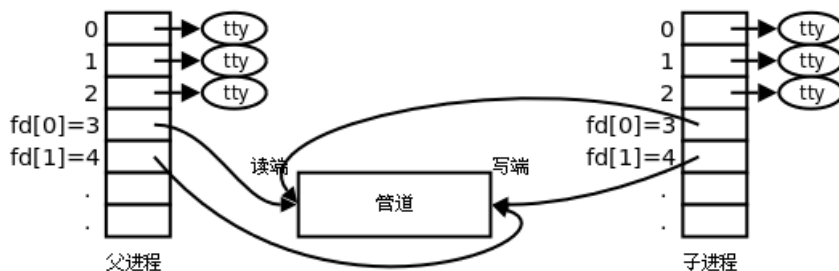 0 tty
1 tty
2 tty
fd[0]=3
fd[1]=4
.
.
父进程
读端 写端
管道
0 tty
1 tty
2 tty
fd[0]=3
fd[1]=4
.
.
子进程